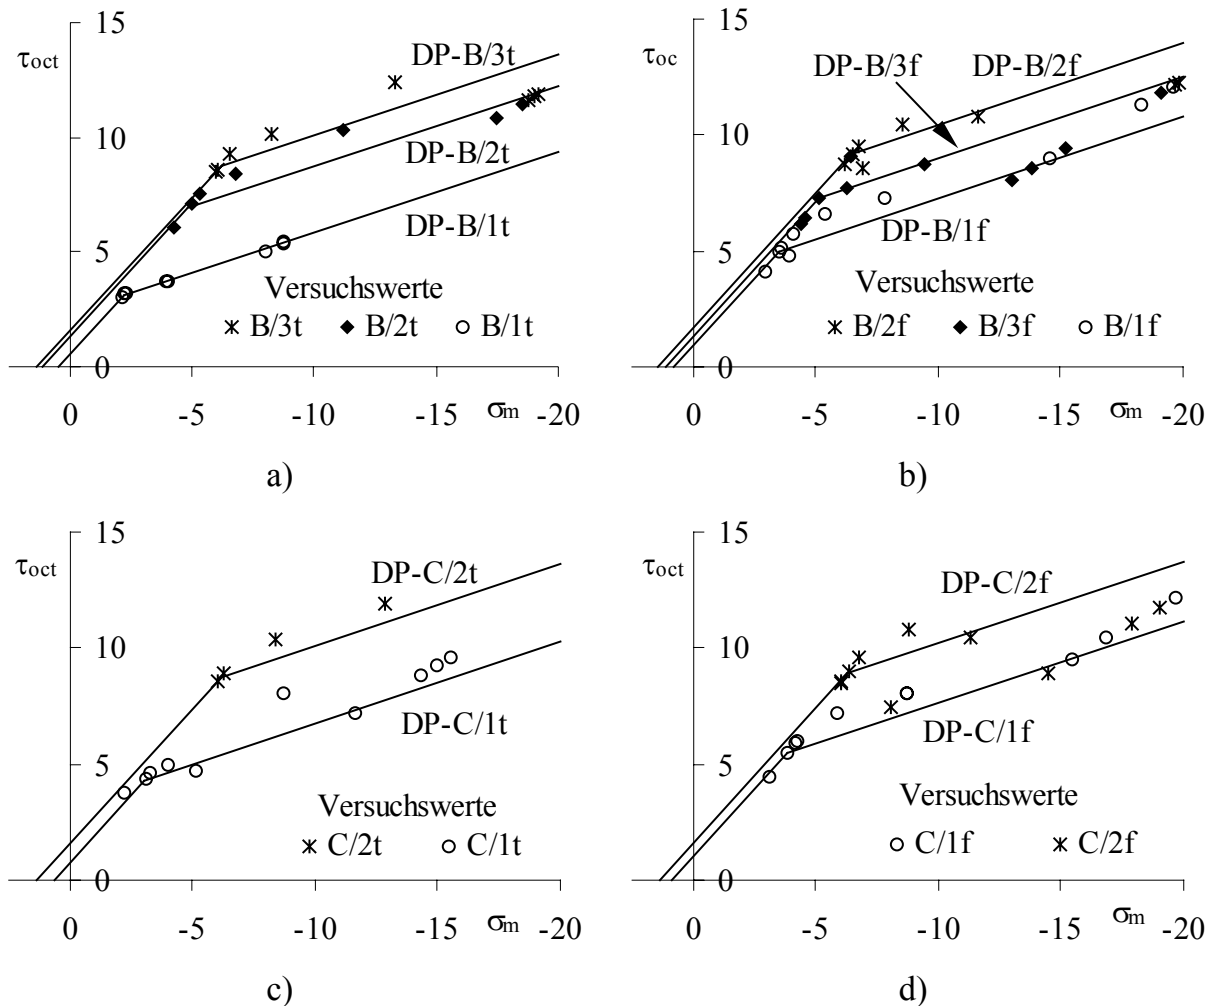 15
τoct
10
5
0
DP-B/3t
DP-B/2t
DP-B/1t
Versuchswerte
B/3t B/2t B/1t
0 -5 -10 -15 σm -20
a)
15
τoc
10
5
0
DP-B/3f
DP-B/2f
DP-B/1f
Versuchswerte
B/2f B/3f B/1f
0 -5 -10 -15 σm -20
b)
15
τoct
10
5
0
DP-C/2t
DP-C/1t
Versuchswerte
C/2t C/1t
0 -5 -10 -15 σm -20
c)
15
τoct
10
5
0
DP-C/2f
DP-C/1f
Versuchswerte
C/1f C/2f
0 -5 -10 -15 σm -20
d)